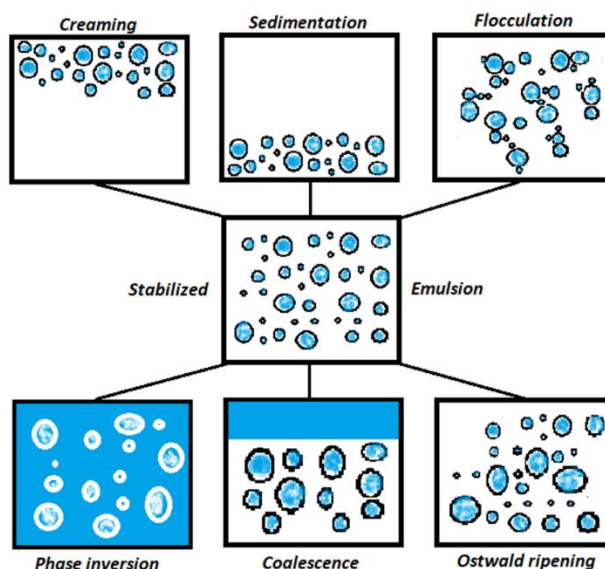 Creaming
Sedimentation
Flocculation
Stabilized
Emulsion
Phase inversion
Coalescence
Ostwald ripening